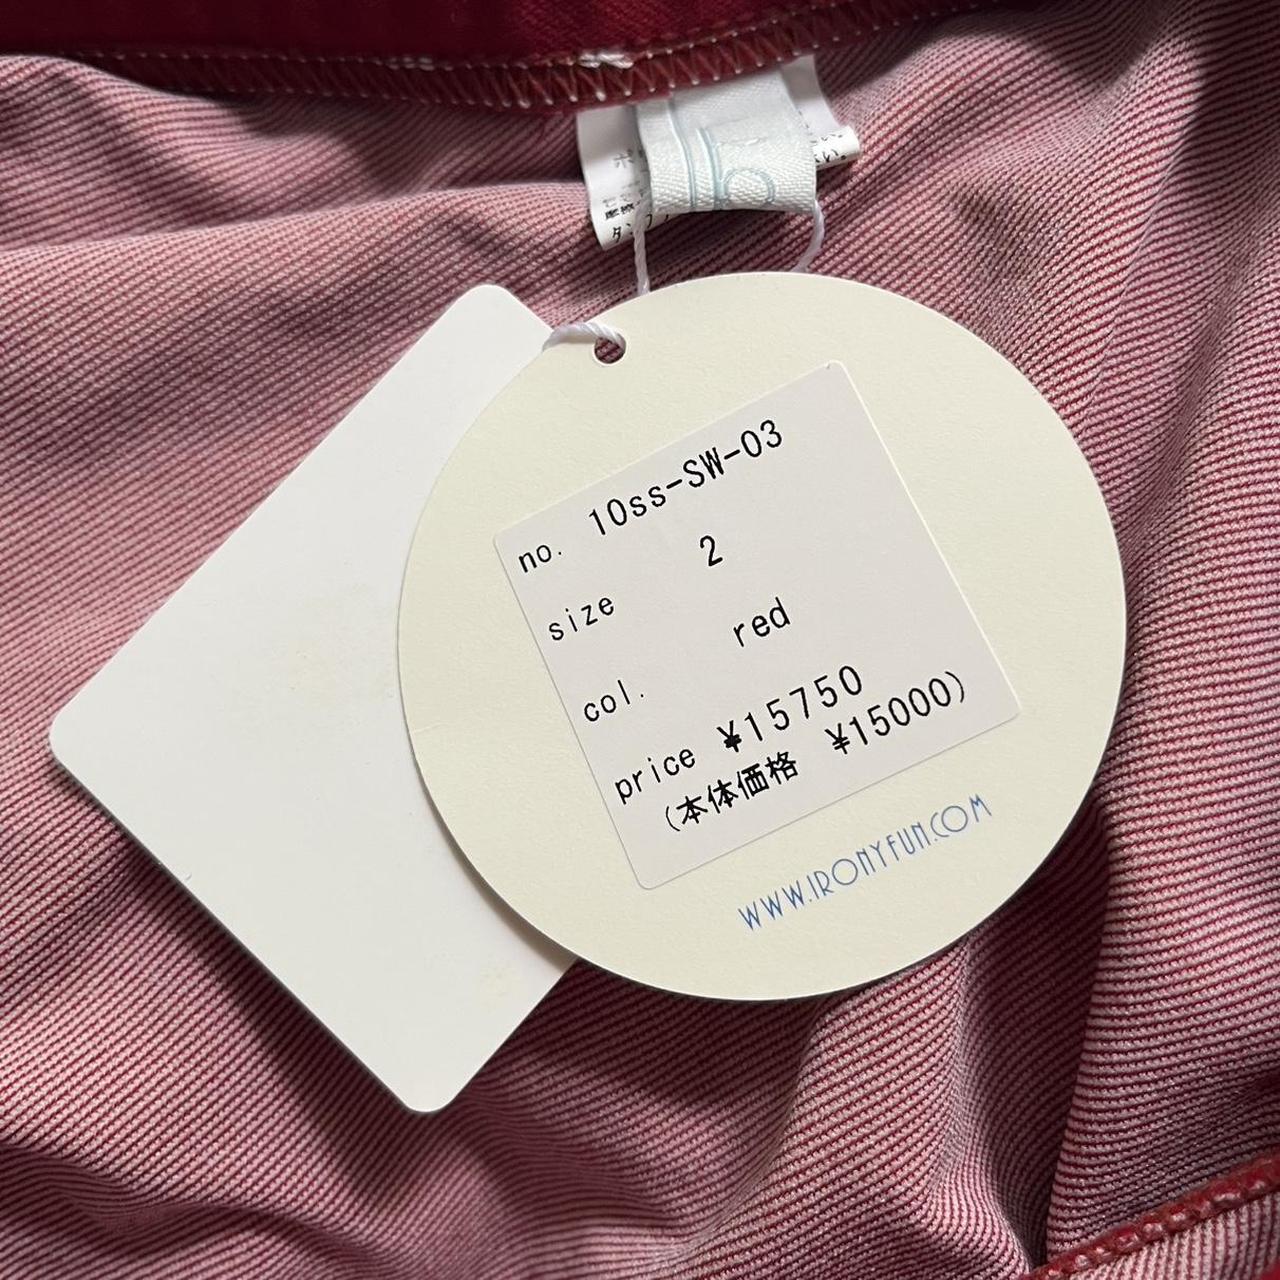 no. 10ss-SW-03
size 2
col. red
price ¥15750
(本体価格 ¥15000)
WWW.IRONYFUN.COM